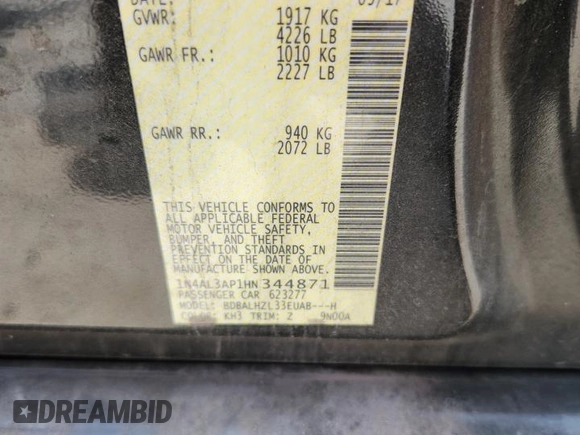 DATE:
GVWR: 1917 KG
4226 LB
GAWR FR.: 1010 KG
2227 LB
GAWR RR.: 940 KG
2072 LB
THIS VEHICLE CONFORMS TO
ALL APPLICABLE FEDERAL
MOTOR VEHICLE SAFETY,
BUMPER, AND THEFT
PREVENTION STANDARDS
IN EFFECT ON THE DATE OF
MANUFACTURE SHOWN ABOVE.
1N4AL3AP1HN344871
PASSENGER CAR 623277
MODEL: BDBALHZL33EUAB---H
COLOR: KH3 TRIM: Z 9N00A
DREAMBID